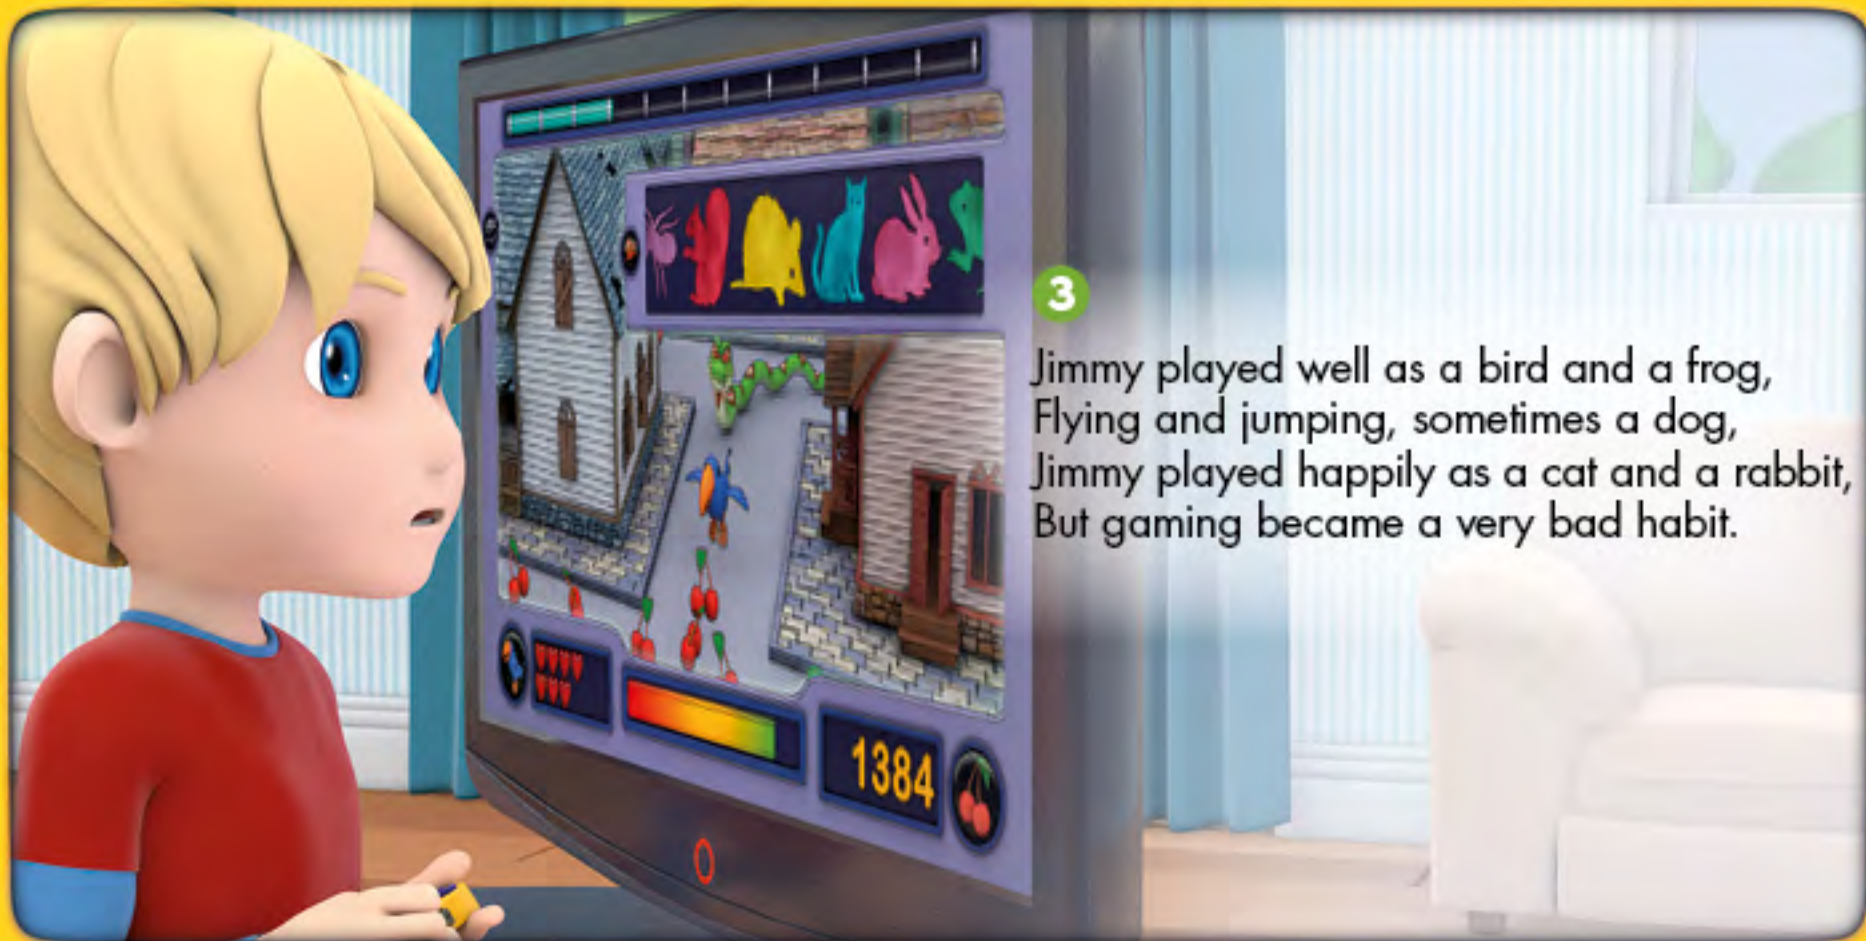 3
Jimmy played well as a bird and a frog,
Flying and jumping, sometimes a dog,
Jimmy played happily as a cat and a rabbit,
But gaming became a very bad habit.
1384